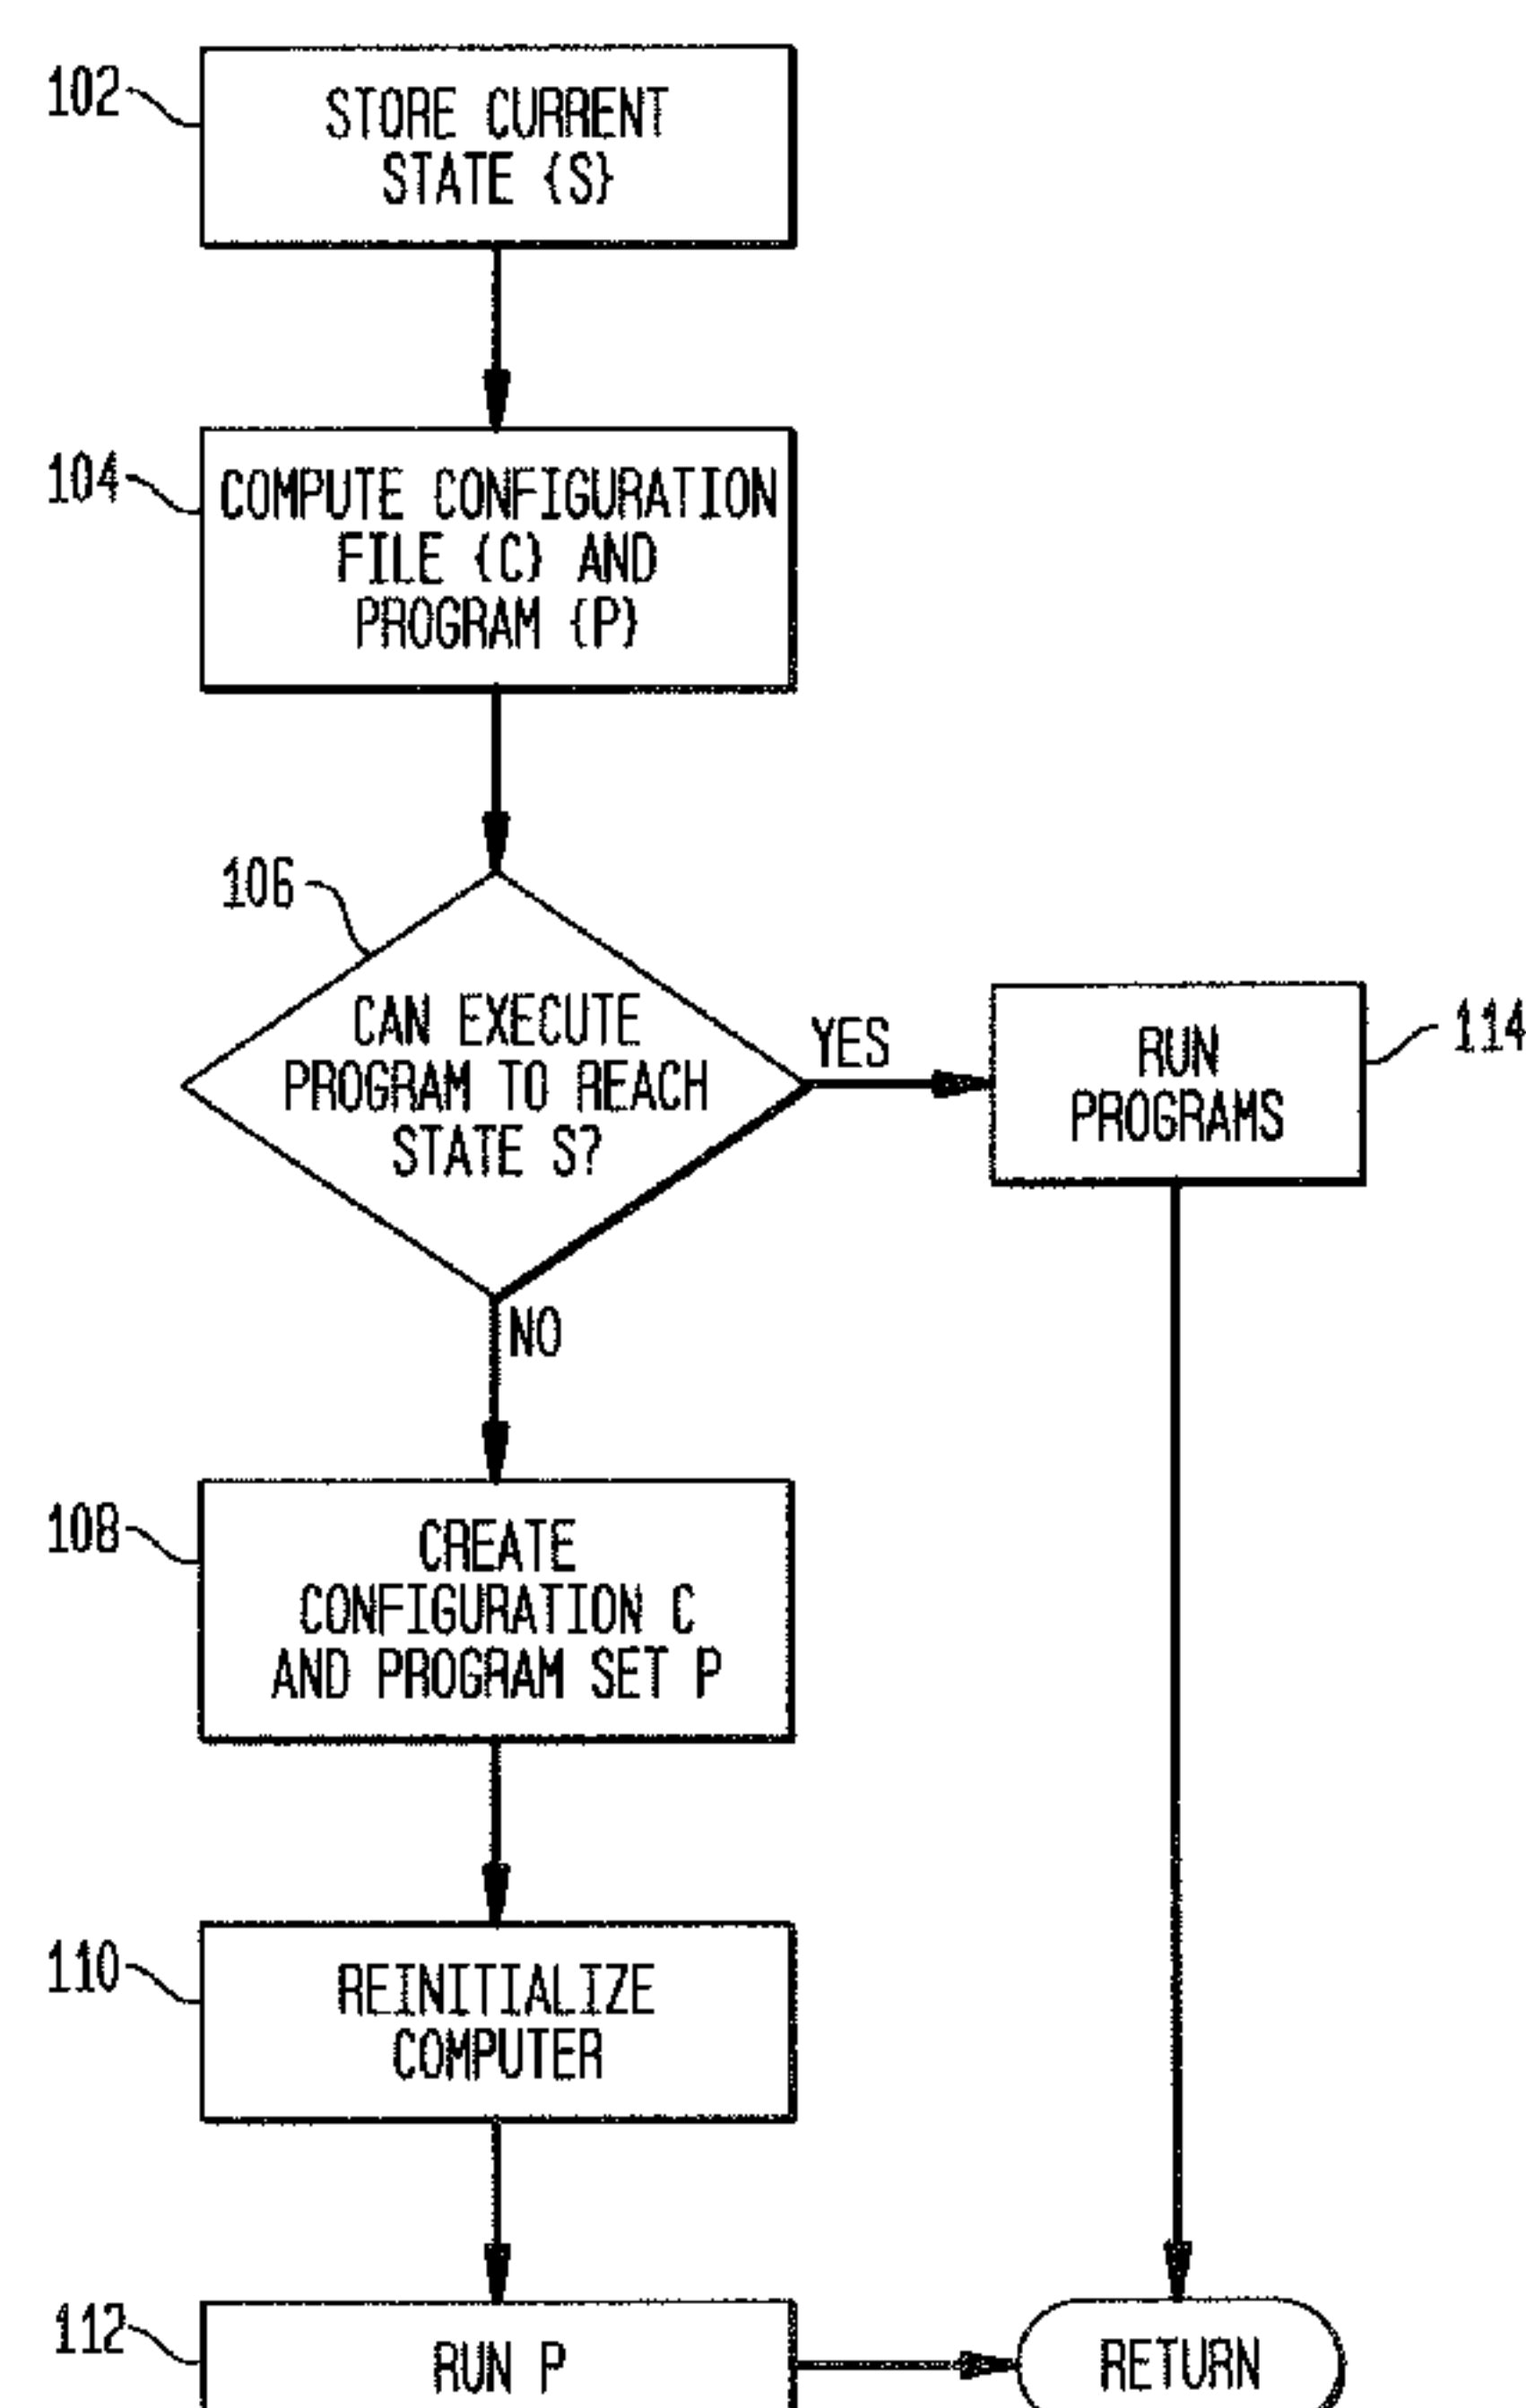 102
STORE CURRENT
STATE {S}
104
COMPUTE CONFIGURATION
FILE {C} AND
PROGRAM {P}
106
CAN EXECUTE
PROGRAM TO REACH
STATE S?
YES
RUN
PROGRAMS
114
NO
108
CREATE
CONFIGURATION C
AND PROGRAM SET P
110
REINITIALIZE
COMPUTER
112
RUN P
RETURN